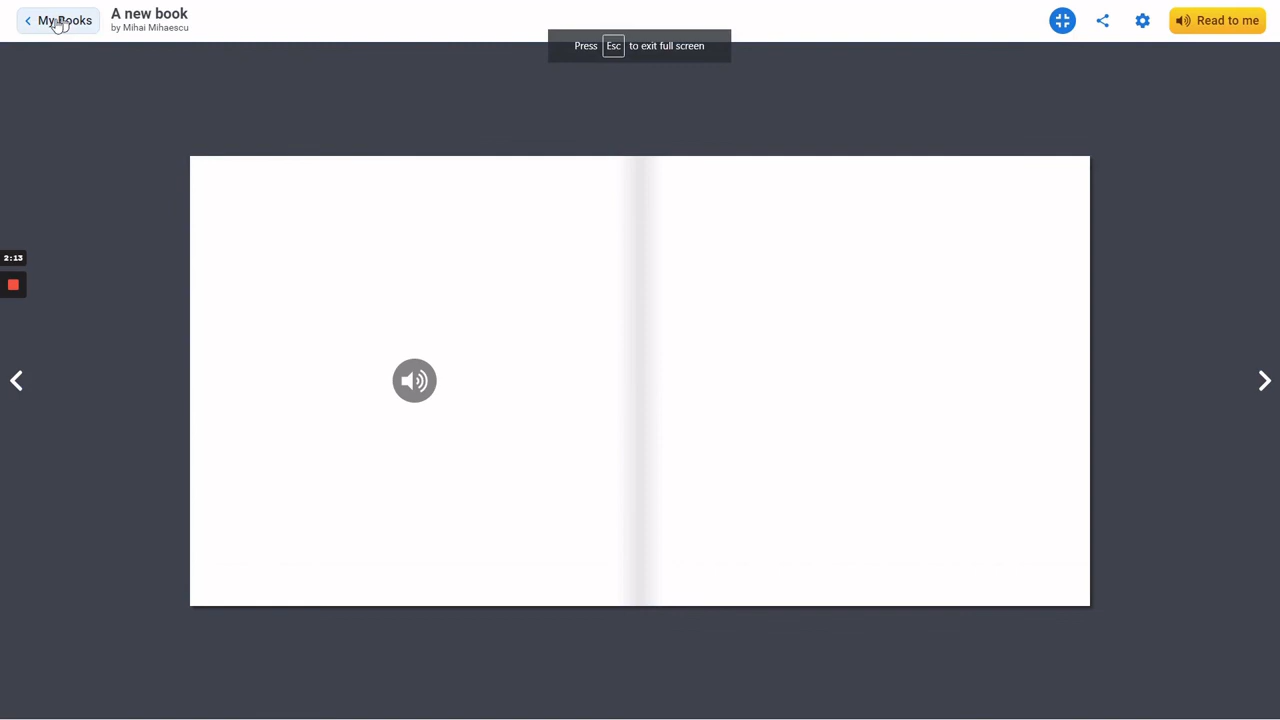 My Books
A new book
by Mihai Mihaescu
Press Esc to exit full screen
Read to me
2:13